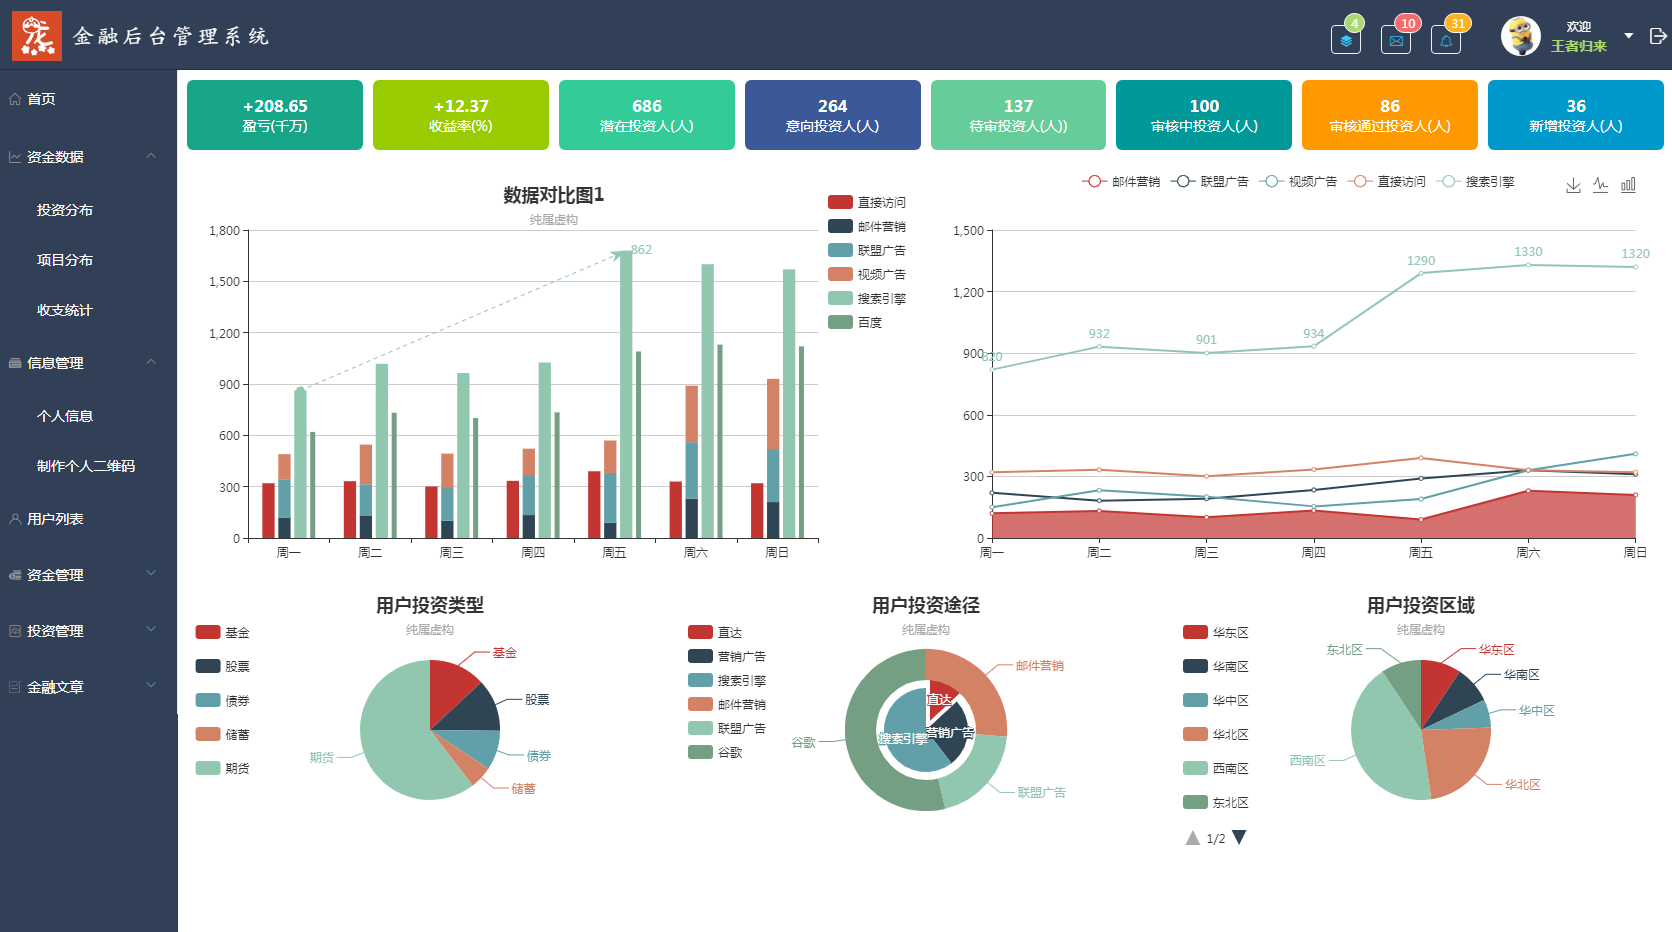 金融后台管理系统
4
10
31
欢迎
王者归来
首页
资金数据
投资分布
项目分布
收支统计
信息管理
个人信息
制作个人二维码
用户列表
资金管理
投资管理
金融文章
+208.65
盈亏(千万)
+12.37
收益率(%)
686
潜在投资人(人)
264
意向投资人(人)
137
待审投资人(人))
100
审核中投资人(人)
86
审核通过投资人(人)
36
新增投资人(人)
数据对比图1
纯属虚构
直接访问
邮件营销
联盟广告
视频广告
搜索引擎
百度
1,800
1,500
1,200
900
600
300
0
862
周一
周二
周三
周四
周五
周六
周日
邮件营销
联盟广告
视频广告
直接访问
搜索引擎
1,500
1,200
900
600
300
0
820
932
901
934
1290
1330
1320
周一
周二
周三
周四
周五
周六
周日
用户投资类型
纯属虚构
基金
股票
债券
储蓄
期货
基金
股票
债券
储蓄
期货
用户投资途径
纯属虚构
直达
营销广告
搜索引擎
邮件营销
联盟广告
谷歌
直达
营销广告
搜索引擎
邮件营销
联盟广告
谷歌
用户投资区域
纯属虚构
华东区
华南区
华中区
华北区
西南区
东北区
1/2
东北区
华东区
华南区
华中区
华北区
西南区